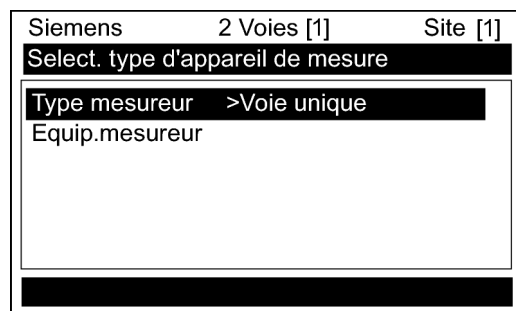 Siemens 2 Voies [1] Site [1]
Select. type d'appareil de mesure
Type mesureur >Voie unique
Equip.mesureur